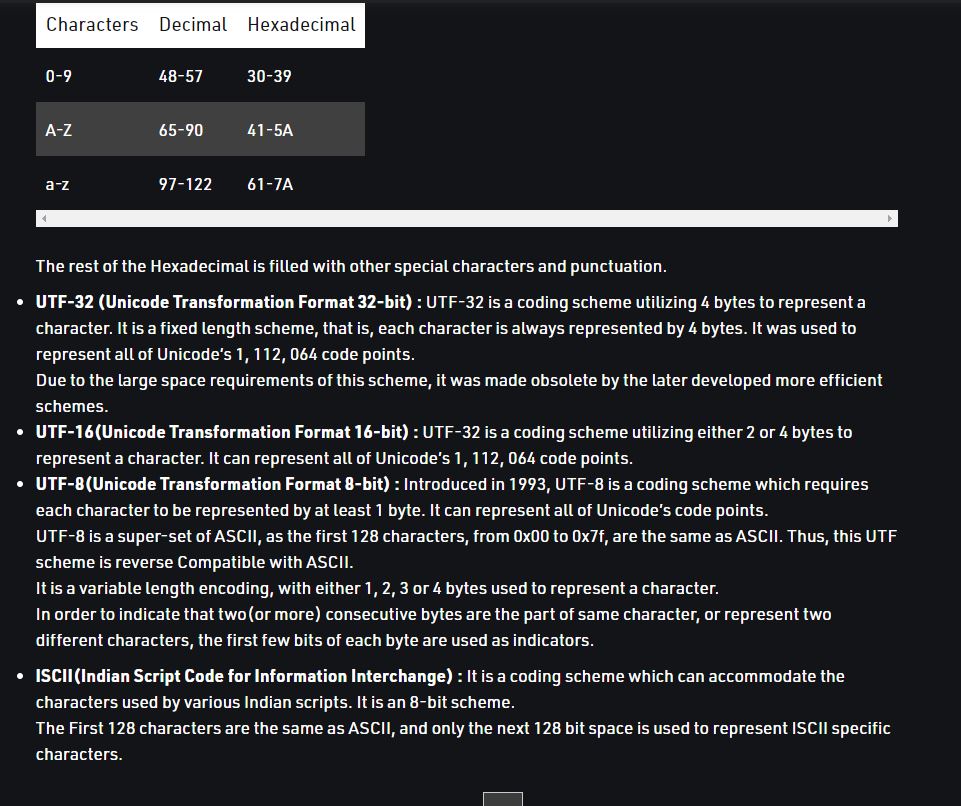 Characters Decimal Hexadecimal
0-9 48-57 30-39
A-Z 65-90 41-5A
a-z 97-122 61-7A
The rest of the Hexadecimal is filled with other special characters and punctuation.
• UTF-32 (Unicode Transformation Format 32-bit) : UTF-32 is a coding scheme utilizing 4 bytes to represent a
character. It is a fixed length scheme, that is, each character is always represented by 4 bytes. It was used to
represent all of Unicode's 1, 112, 064 code points.
Due to the large space requirements of this scheme, it was made obsolete by the later developed more efficient
schemes.
• UTF-16(Unicode Transformation Format 16-bit) : UTF-32 is a coding scheme utilizing either 2 or 4 bytes to
represent a character. It can represent all of Unicode's 1, 112, 064 code points.
• UTF-8(Unicode Transformation Format 8-bit) : Introduced in 1993, UTF-8 is a coding scheme which requires
each character to be represented by at least 1 byte. It can represent all of Unicode's code points.
UTF-8 is a super-set of ASCII, as the first 128 characters, from 0x00 to 0x7f, are the same as ASCII. Thus, this UTF
scheme is reverse Compatible with ASCII.
It is a variable length encoding, with either 1, 2, 3 or 4 bytes used to represent a character.
In order to indicate that two(or more) consecutive bytes are the part of same character, or represent two
different characters, the first few bits of each byte are used as indicators.
• ISCII(Indian Script Code for Information Interchange) : It is a coding scheme which can accommodate the
characters used by various Indian scripts. It is an 8-bit scheme.
The First 128 characters are the same as ASCII, and only the next 128 bit space is used to represent ISCII specific
characters.